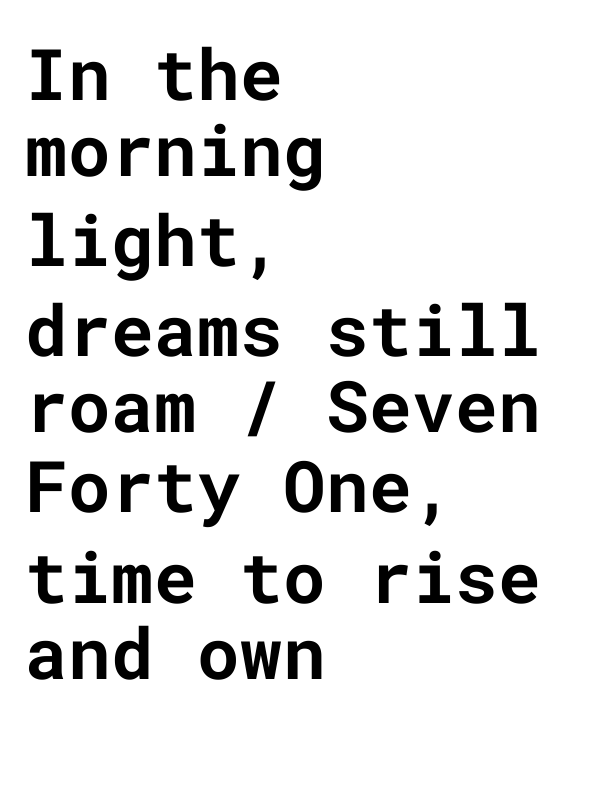 In the
morning
light,
dreams still
roam / Seven
Forty One,
time to rise
and own